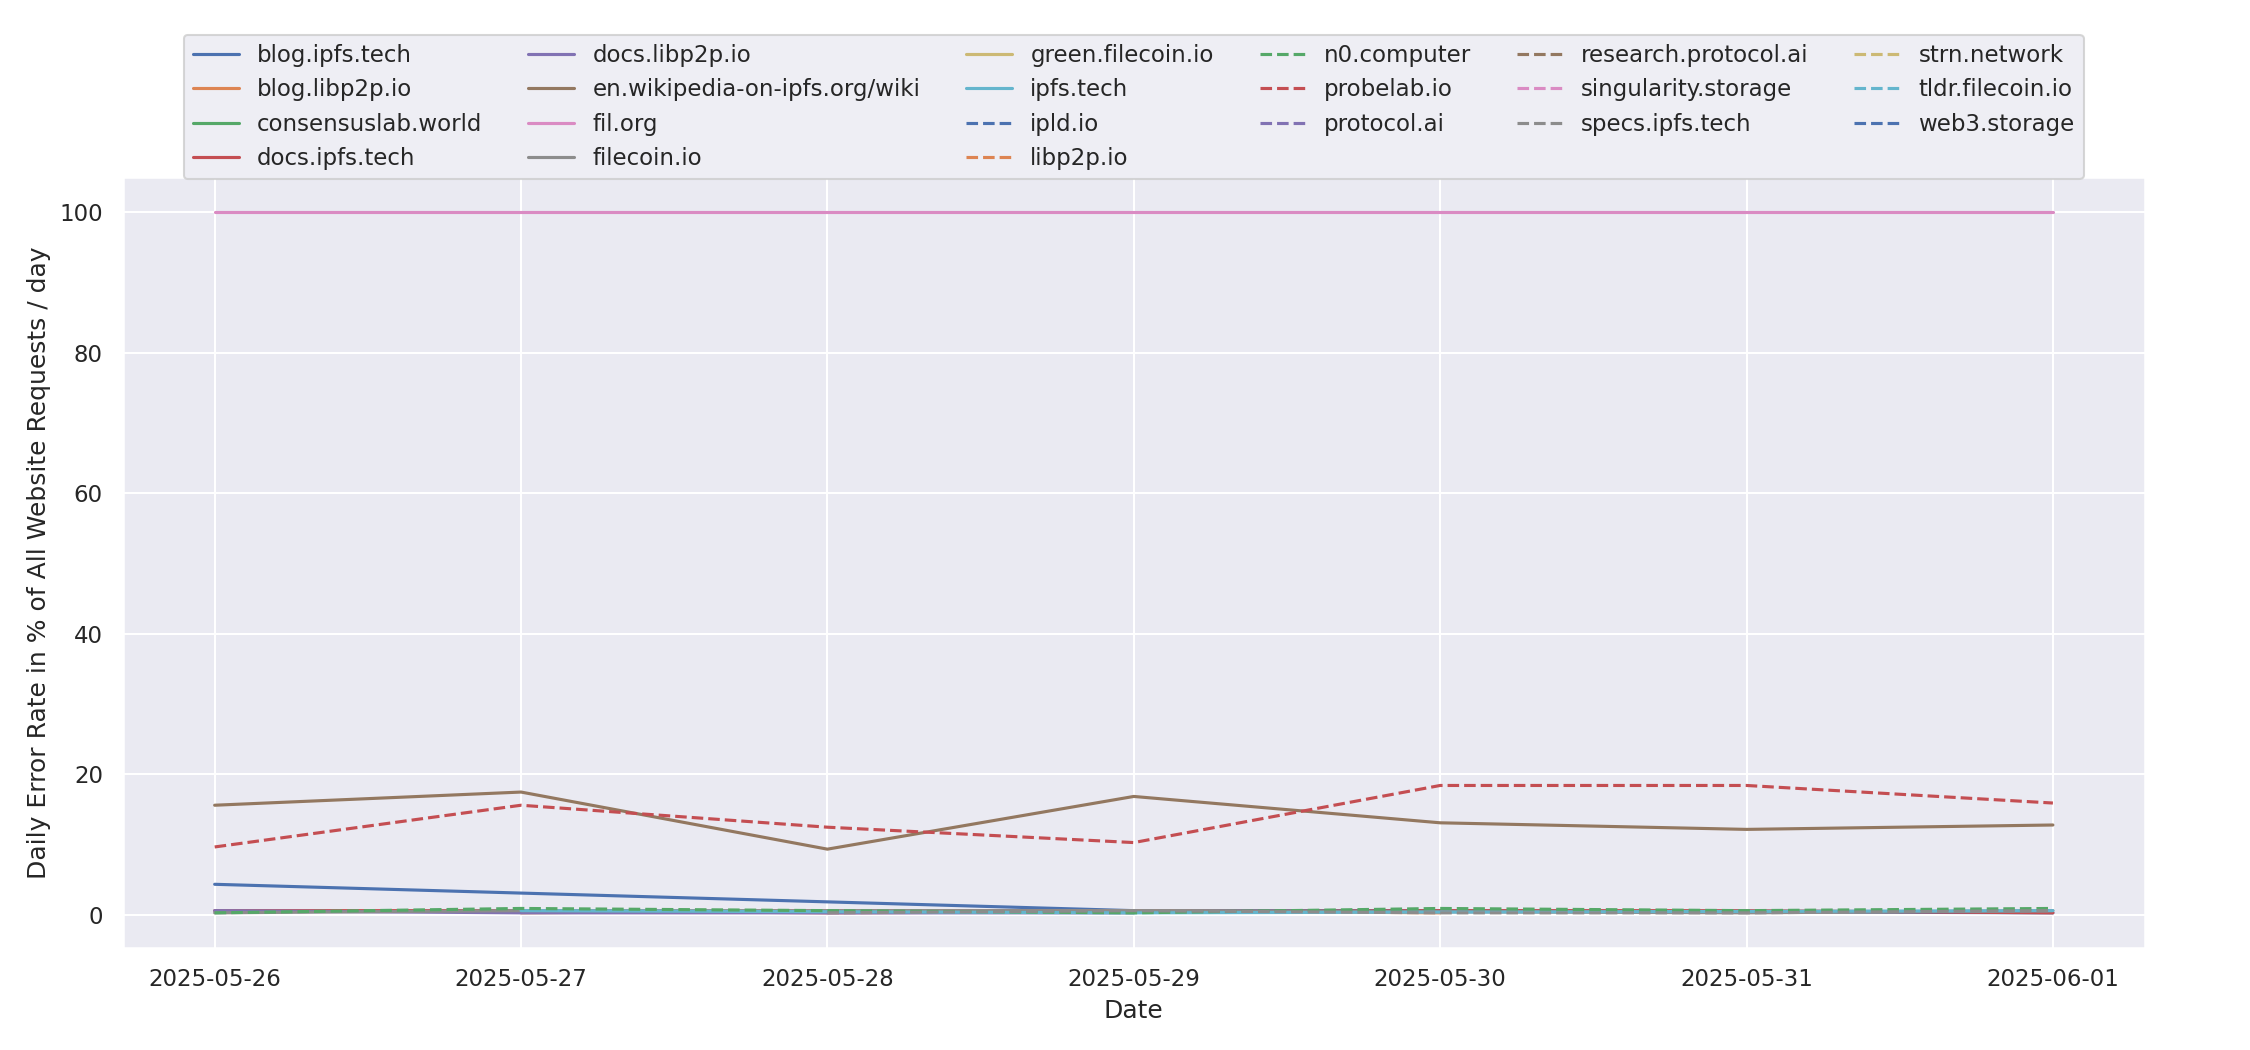 blog.ipfs.tech
blog.libp2p.io
consensuslab.world
docs.ipfs.tech
docs.libp2p.io
en.wikipedia-on-ipfs.org/wiki
fil.org
filecoin.io
green.filecoin.io
ipfs.tech
ipld.io
libp2p.io
n0.computer
probelab.io
protocol.ai
research.protocol.ai
singularity.storage
specs.ipfs.tech
strn.network
tldr.filecoin.io
web3.storage
Daily Error Rate in % of All Website Requests / day
100
80
60
40
20
0
2025-05-26
2025-05-27
2025-05-28
2025-05-29
2025-05-30
2025-05-31
2025-06-01
Date